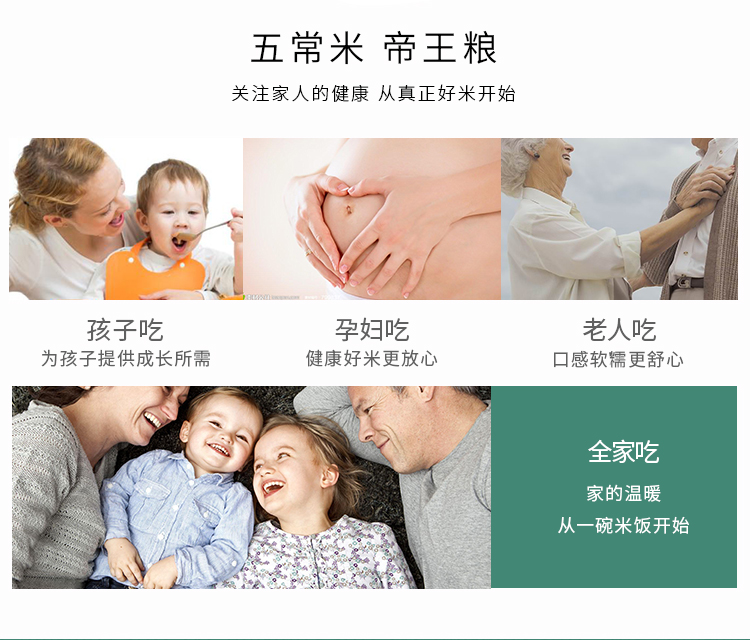 五常米 帝王粮
关注家人的健康 从真正好米开始
孩子吃
为孩子提供成长所需
孕妇吃
健康好米更放心
老人吃
口感软糯更舒心
全家吃
家的温暖
从一碗米饭开始